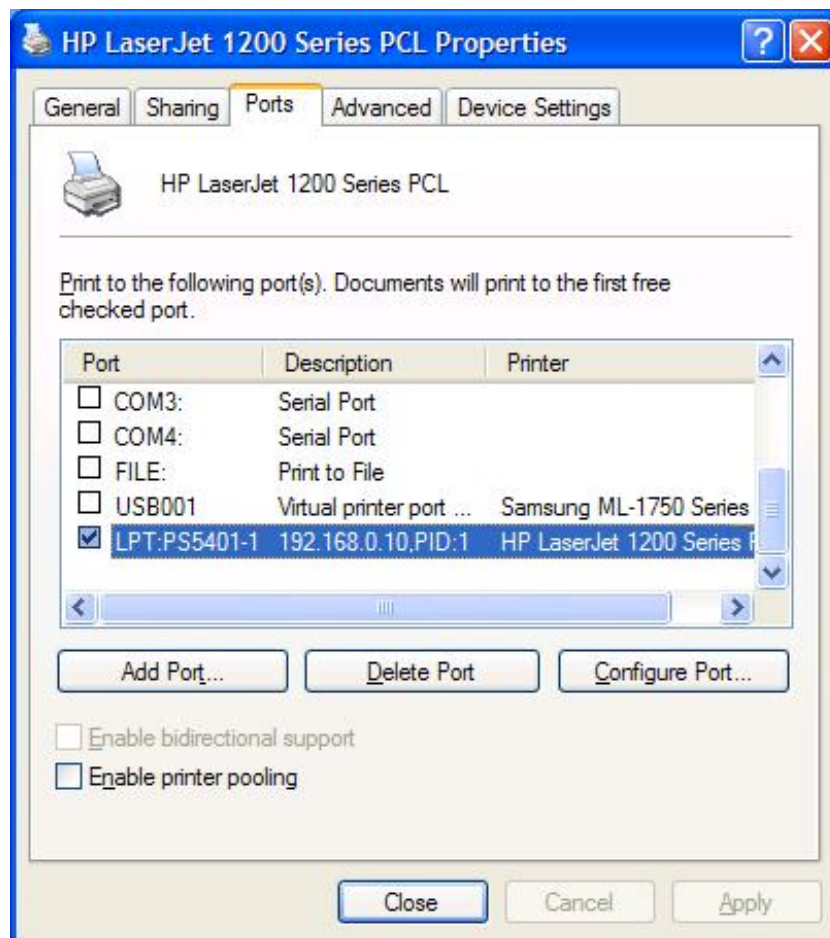 HP LaserJet 1200 Series PCL Properties
General Sharing Ports Advanced Device Settings
HP LaserJet 1200 Series PCL
Print to the following port(s). Documents will print to the first free
checked port.
Port Description Printer
COM3: Serial Port
COM4: Serial Port
FILE: Print to File
USB001 Virtual printer port ... Samsung ML-1750 Series
LPT:PS5401-1 192.168.0.10,PID:1 HP LaserJet 1200 Series
Add Port... Delete Port Configure Port...
Enable bidirectional support
Enable printer pooling
Close Cancel Apply